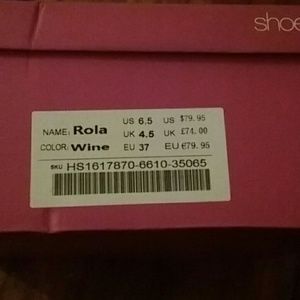 shoe
NAME: Rola US 6.5 US $79.95
UK 4.5 UK £74.00
COLOR: Wine EU 37 EU €79.95
SKU HS1617870-6610-35065